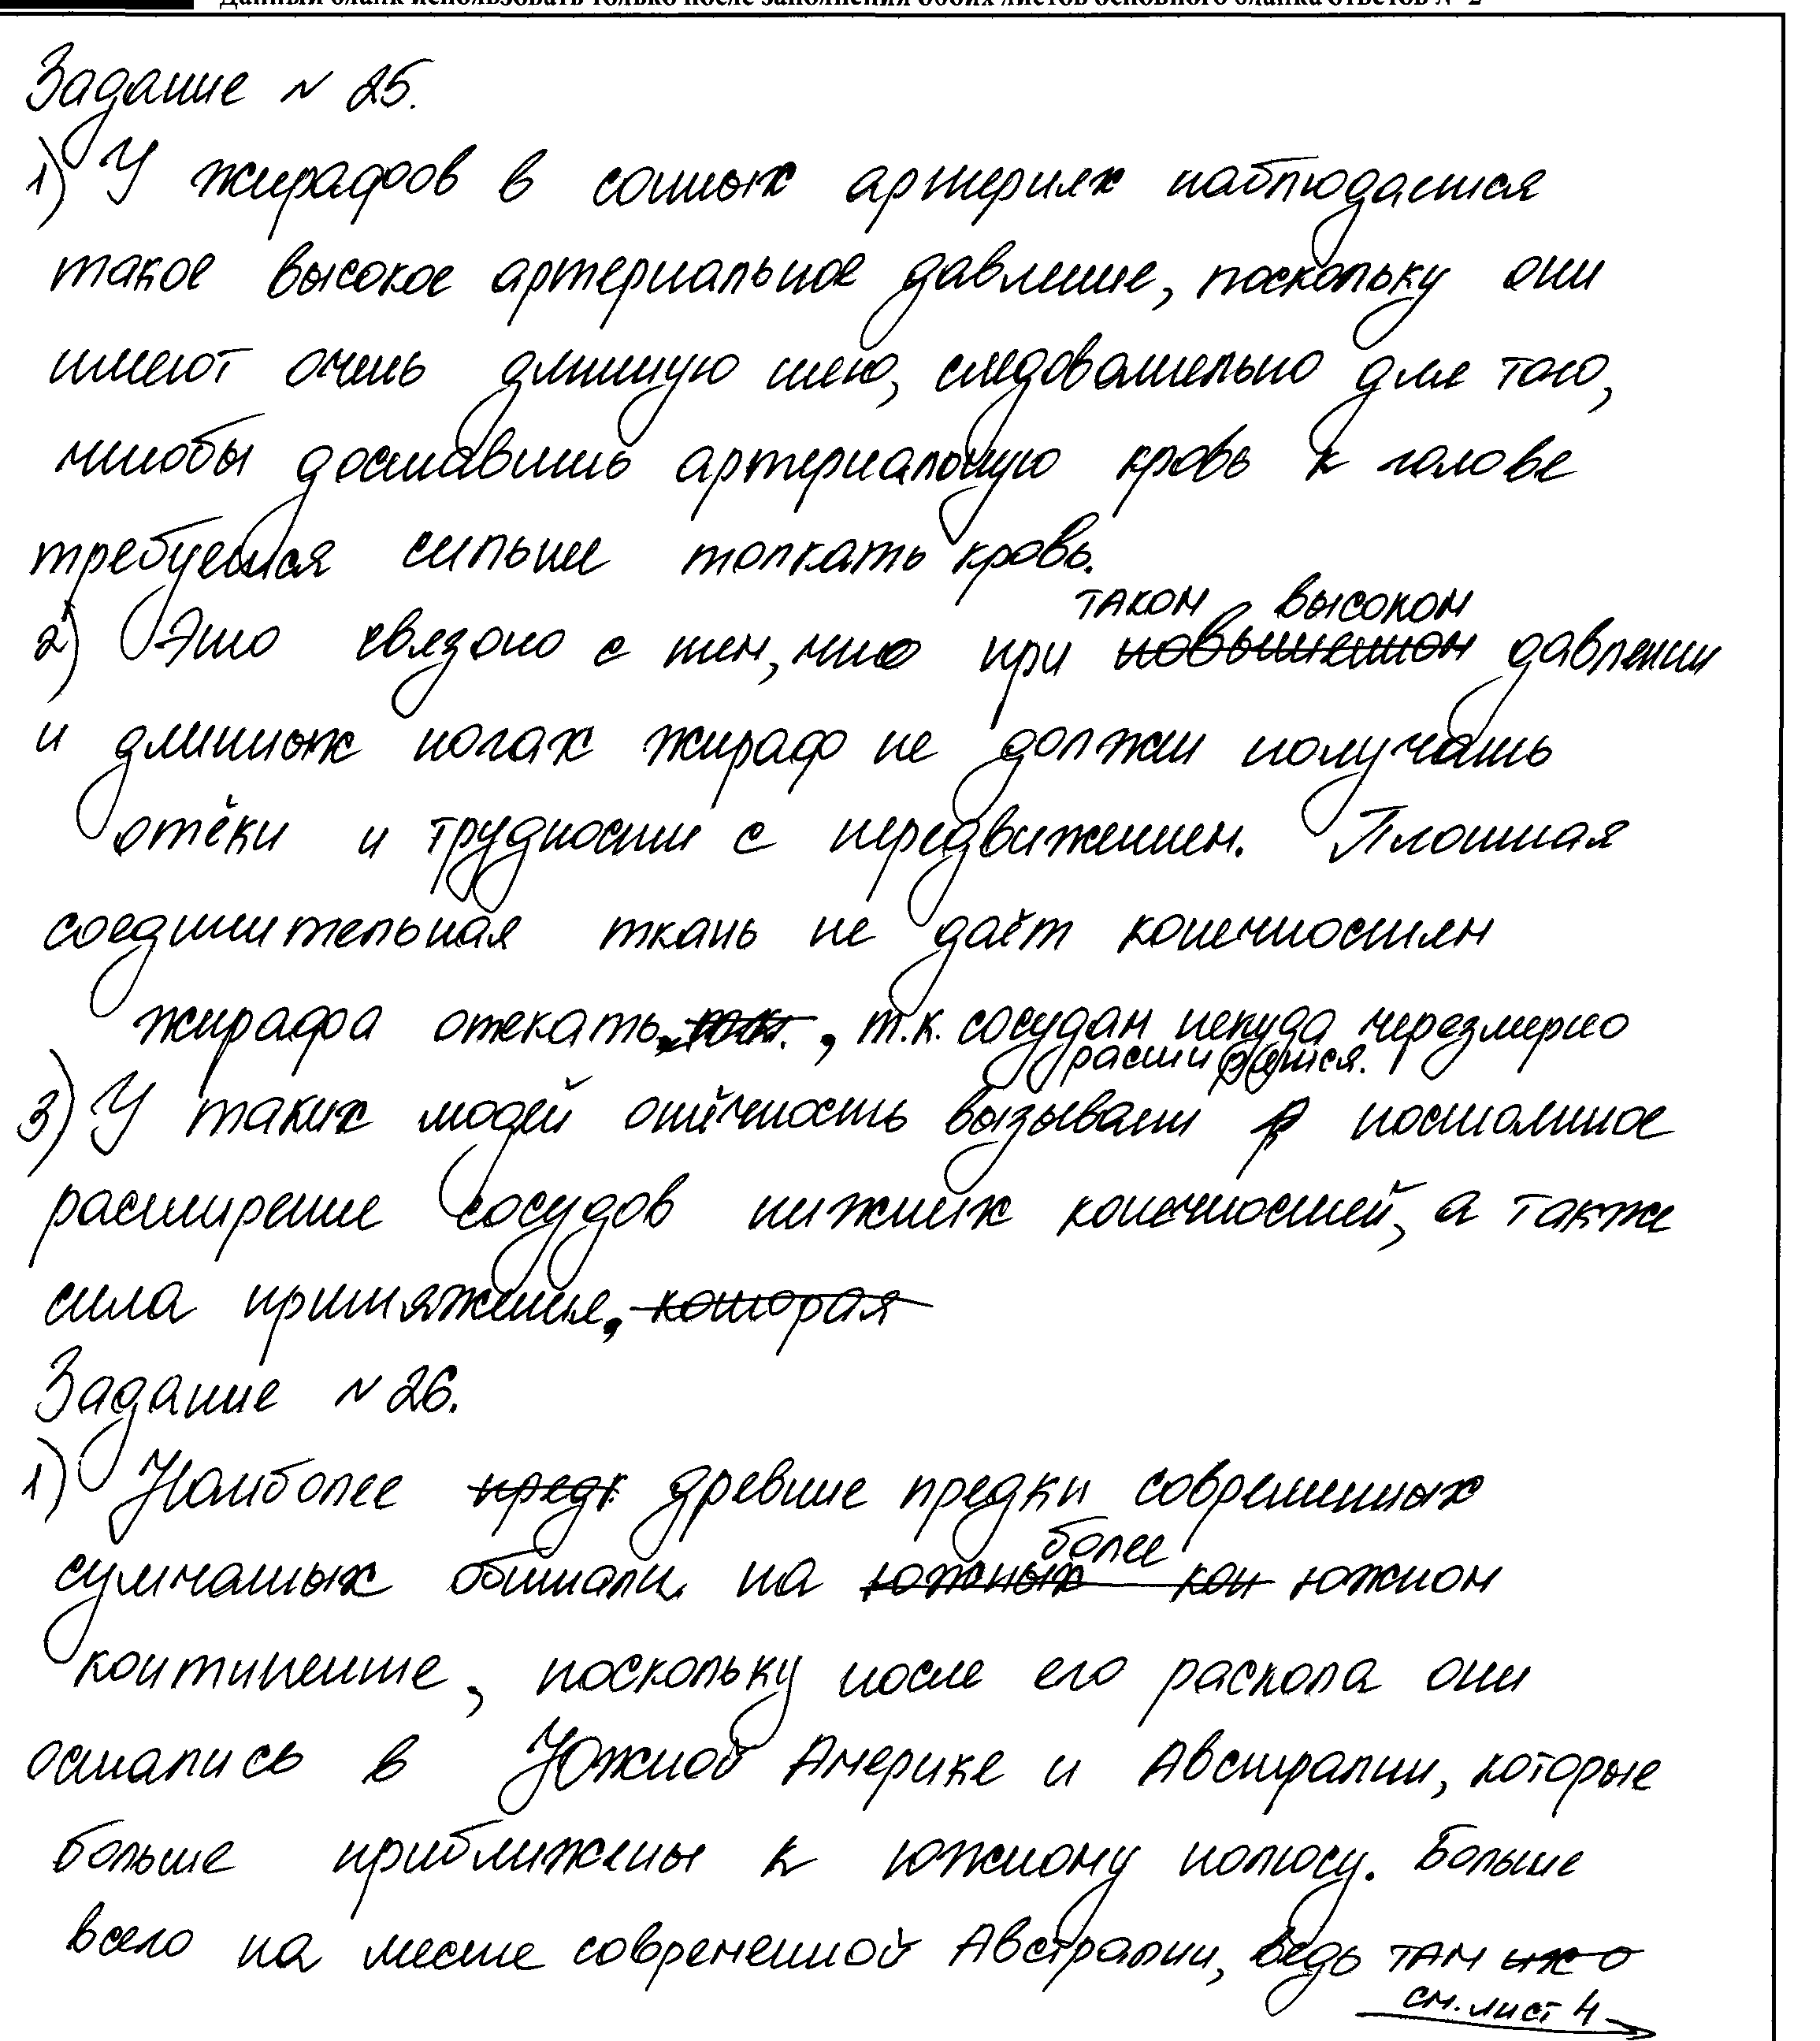 Данный бланк использовать только после заполнения обоих листов основного бланка ответов № 2
Задание № 25.
1) У жирафов в сонных артериях наблюдается
такое высокое артериальное давление, поскольку они
имеют очень длинную шею, следовательно для того,
чтобы доставить артериальную кровь к голове
требуется сильнее толкать кровь.
таком высоком
2) Это связано с тем, что при повышенном давлении
и длинных ногах жираф не должен получать
отёки и трудности с передвижением. Плотная
соединительная ткань не даёт конечностям
жирафа отекать, т.к. сосудам некуда черезмерно
расширятся.
3) У таких людей отёчность вызывает постоянное
расширение сосудов нижних конечностей, а также
сила притяжения, которая
Задание № 26.
1) Наиболее предк древние предки современных
более
сумчатых обитали на южных кон южном
континенте, поскольку после его раскола они
остались в Южной Америке и Австралии, которые
больше приближены к южному полюсу. Больше
всего на месте современной Австралии, ведь там
см. лист 4